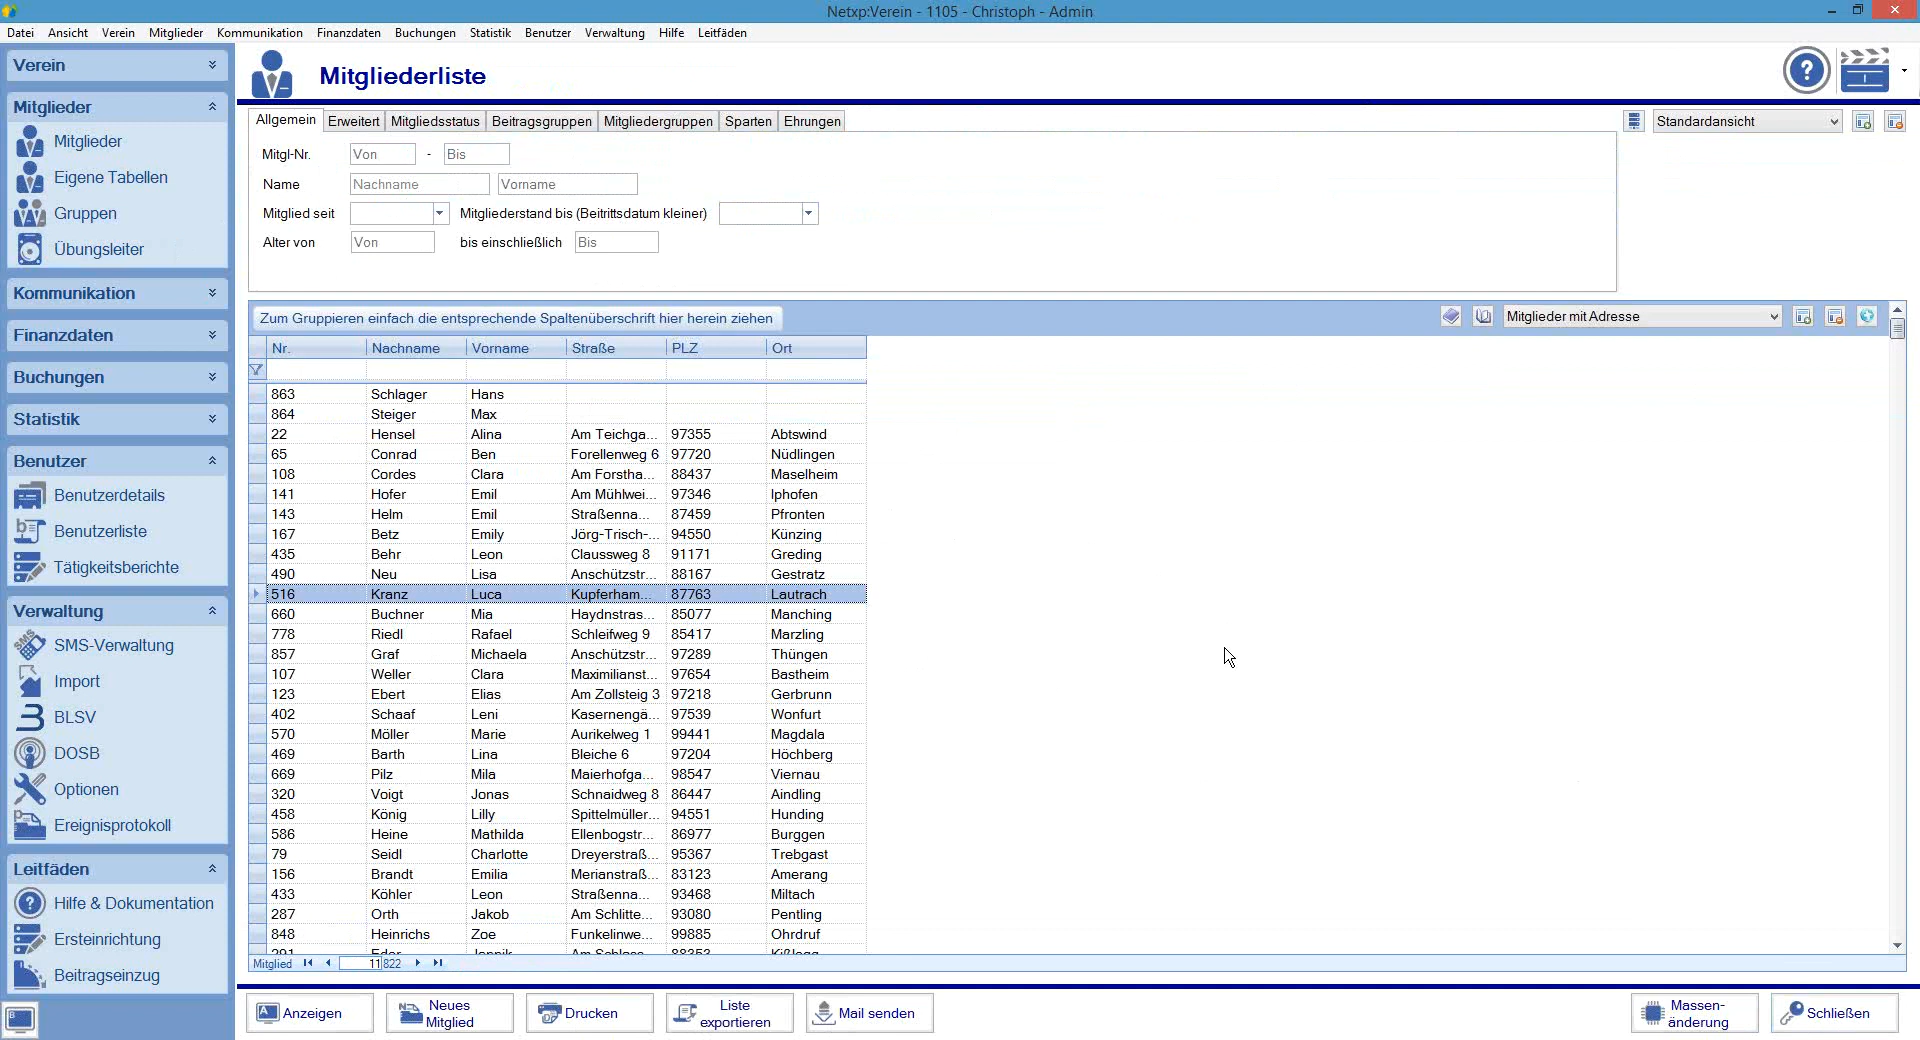 Netxp:Verein - 1105 - Christoph - Admin
Datei Ansicht Verein Mitglieder Kommunikation Finanzdaten Buchungen Statistik Benutzer Verwaltung Hilfe Leitfäden
Verein
Mitglieder
Mitglieder
Eigene Tabellen
Gruppen
Übungsleiter
Kommunikation
Finanzdaten
Buchungen
Statistik
Benutzer
Benutzerdetails
Benutzerliste
Tätigkeitsberichte
Verwaltung
SMS-Verwaltung
Import
BLSV
DOSB
Optionen
Ereignisprotokoll
Leitfäden
Hilfe & Dokumentation
Ersteinrichtung
Beitragseinzug
Mitgliederliste
Allgemein Erweitert Mitgliedsstatus Beitragsgruppen Mitgliedergruppen Sparten Ehrungen
Standardansicht
Mitgl-Nr. Von - Bis
Name Nachname Vorname
Mitglied seit Mitgliederstand bis (Beitrittsdatum kleiner)
Alter von Von bis einschließlich Bis
Zum Gruppieren einfach die entsprechende Spaltenüberschrift hier herein ziehen
Mitglieder mit Adresse
Nr. Nachname Vorname Straße PLZ Ort
863 Schlager Hans
864 Steiger Max
22 Hensel Alina Am Teichga... 97355 Abtswind
65 Conrad Ben Forellenweg 6 97720 Nüdlingen
108 Cordes Clara Am Forstha... 88437 Maselheim
141 Hofer Emil Am Mühlwei... 97346 Iphofen
143 Helm Emil Straßenna... 87459 Pfronten
167 Betz Emily Jörg-Trisch-... 94550 Künzing
435 Behr Leon Claussweg 8 91171 Greding
490 Neu Lisa Anschützstr... 88167 Gestratz
516 Kranz Luca Kupferham... 87763 Lautrach
660 Buchner Mia Haydnstras... 85077 Manching
778 Riedl Rafael Schleifweg 9 85417 Marzling
857 Graf Michaela Anschützstr... 97289 Thüngen
107 Weller Clara Maximilianst... 97654 Bastheim
123 Ebert Elias Am Zollsteig 3 97218 Gerbrunn
402 Schaaf Leni Kasernengä... 97539 Wonfurt
570 Möller Marie Aurikelweg 1 99441 Magdala
469 Barth Lina Bleiche 6 97204 Höchberg
669 Pilz Mila Maierhofga... 98547 Viernau
320 Voigt Jonas Schnaidweg 8 86447 Aindling
458 König Lilly Spittelmüller... 94551 Hunding
586 Heine Mathilda Ellenbogstr... 86977 Burggen
79 Seidl Charlotte Dreyerstraß... 95367 Trebgast
156 Brandt Emilia Merianstraß... 83123 Amerang
433 Köhler Leon Straßenna... 93468 Miltach
287 Orth Jakob Am Schlitte... 93080 Pentling
848 Heinrichs Zoe Funkelinwe... 99885 Ohrdruf
Mitglied 11 822
Anzeigen
Neues Mitglied
Drucken
Liste exportieren
Mail senden
Massen-
änderung
Schließen